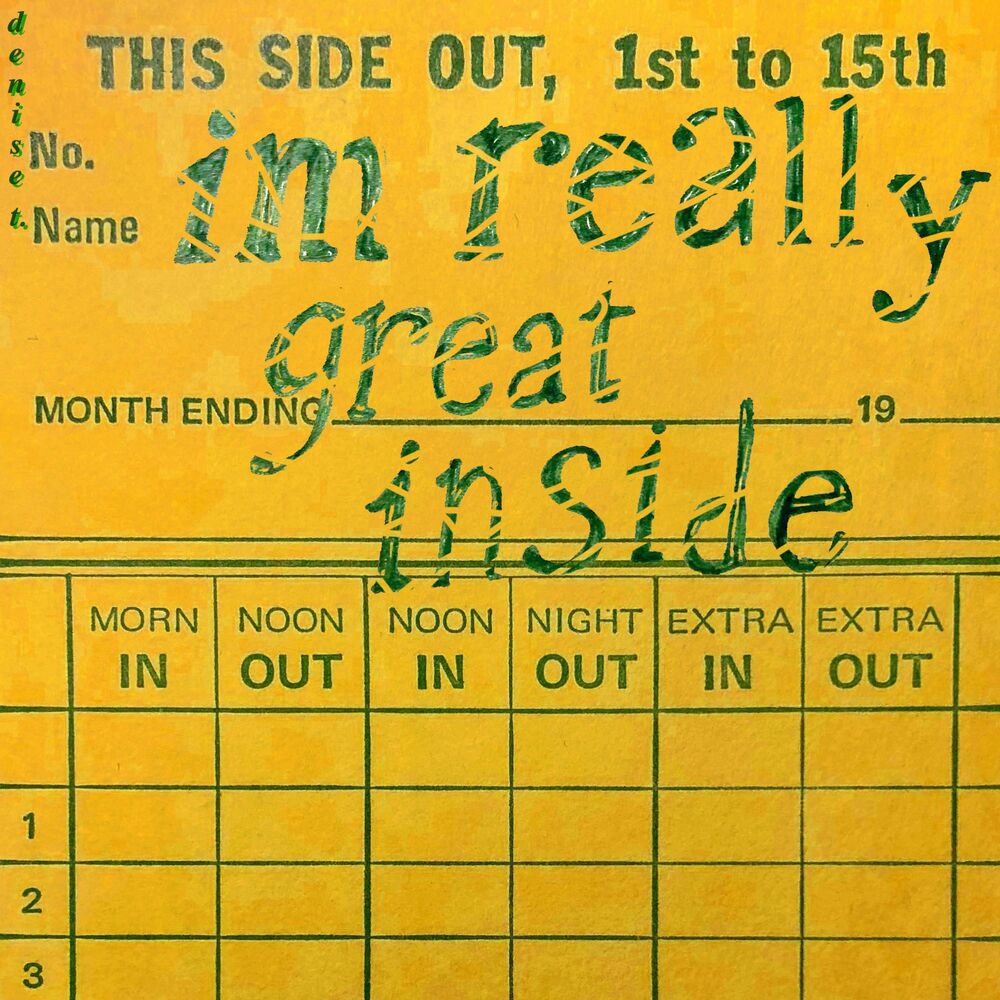 deniset.
THIS SIDE OUT, 1st to 15th
No.
im really
Name
great
MONTH ENDING 19
inside
MORN IN
NOON OUT
NOON IN
NIGHT OUT
EXTRA IN
EXTRA OUT
1
2
3